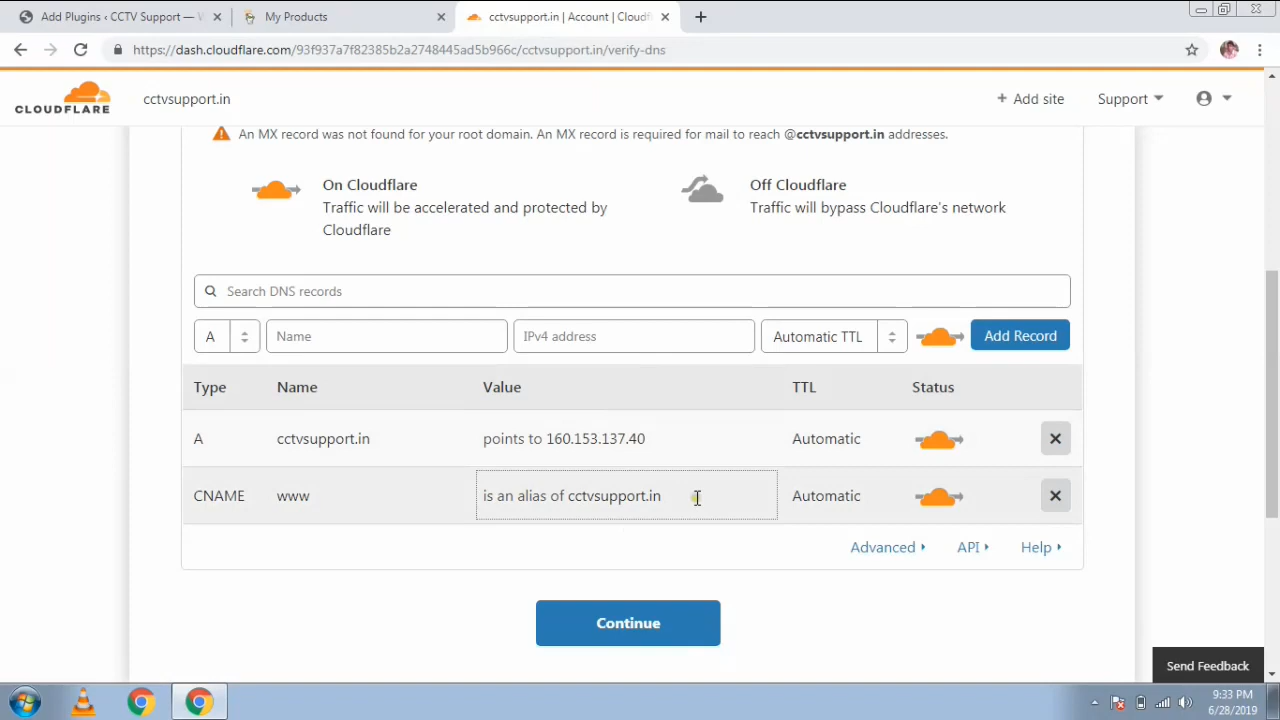 Add Plugins ‹ CCTV Support — W
My Products
cctvsupport.in | Account | Cloudf
https://dash.cloudflare.com/93f937a7f82385b2a2748445ad5b966c/cctvsupport.in/verify-dns
CLOUDFLARE
cctvsupport.in
+ Add site
Support
An MX record was not found for your root domain. An MX record is required for mail to reach @cctvsupport.in addresses.
On Cloudflare
Traffic will be accelerated and protected by
Cloudflare
Off Cloudflare
Traffic will bypass Cloudflare's network
Search DNS records
A Name IPv4 address Automatic TTL Add Record
Type Name Value TTL Status
A cctvsupport.in points to 160.153.137.40 Automatic
CNAME www is an alias of cctvsupport.in Automatic
Advanced API Help
Continue
Send Feedback
9:33 PM
6/28/2019